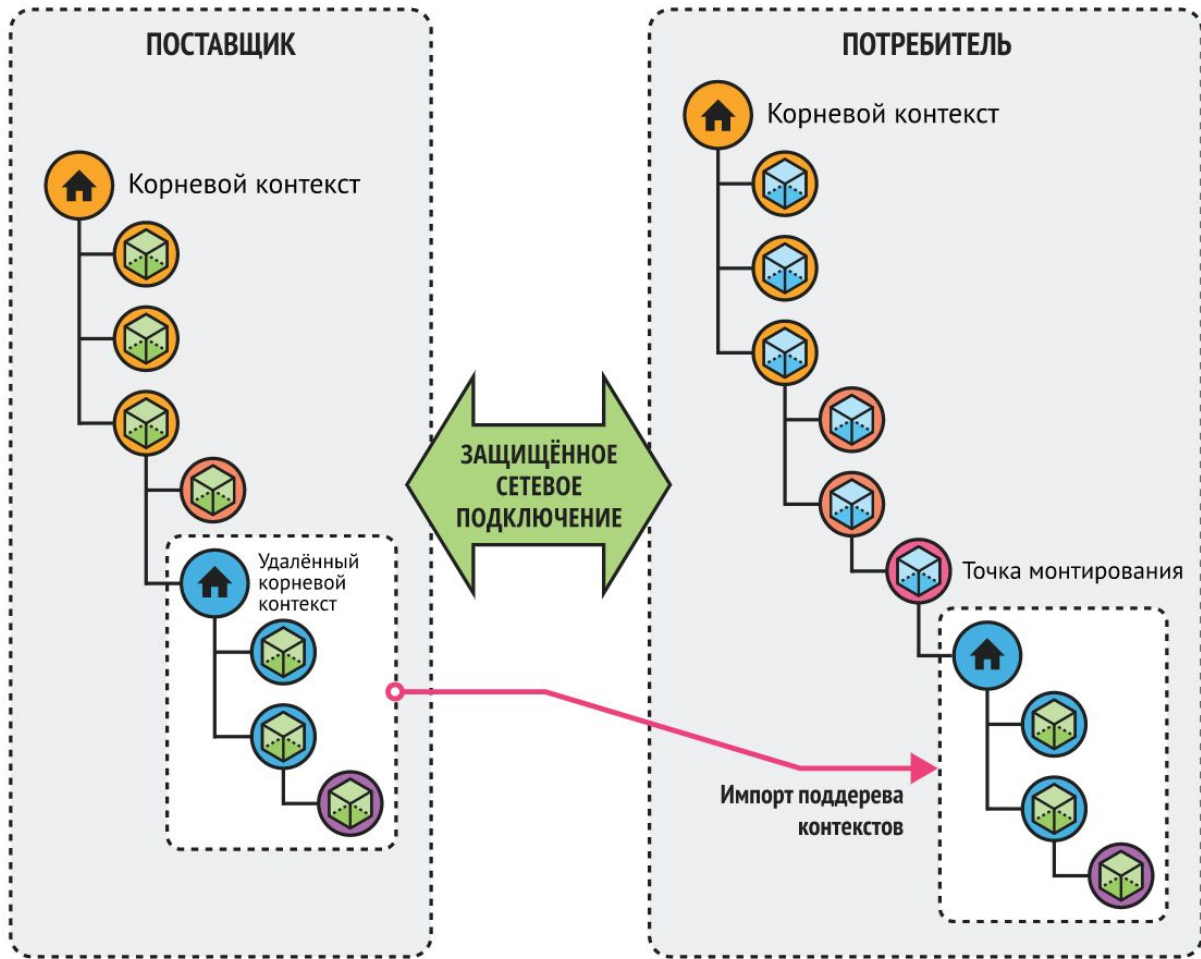 ПОСТАВЩИК
Корневой контекст
Удалённый
корневой
контекст
ЗАЩИЩЁННОЕ
СЕТЕВОЕ
ПОДКЛЮЧЕНИЕ
ПОТРЕБИТЕЛЬ
Корневой контекст
Точка монтирования
Импорт поддерева
контекстов